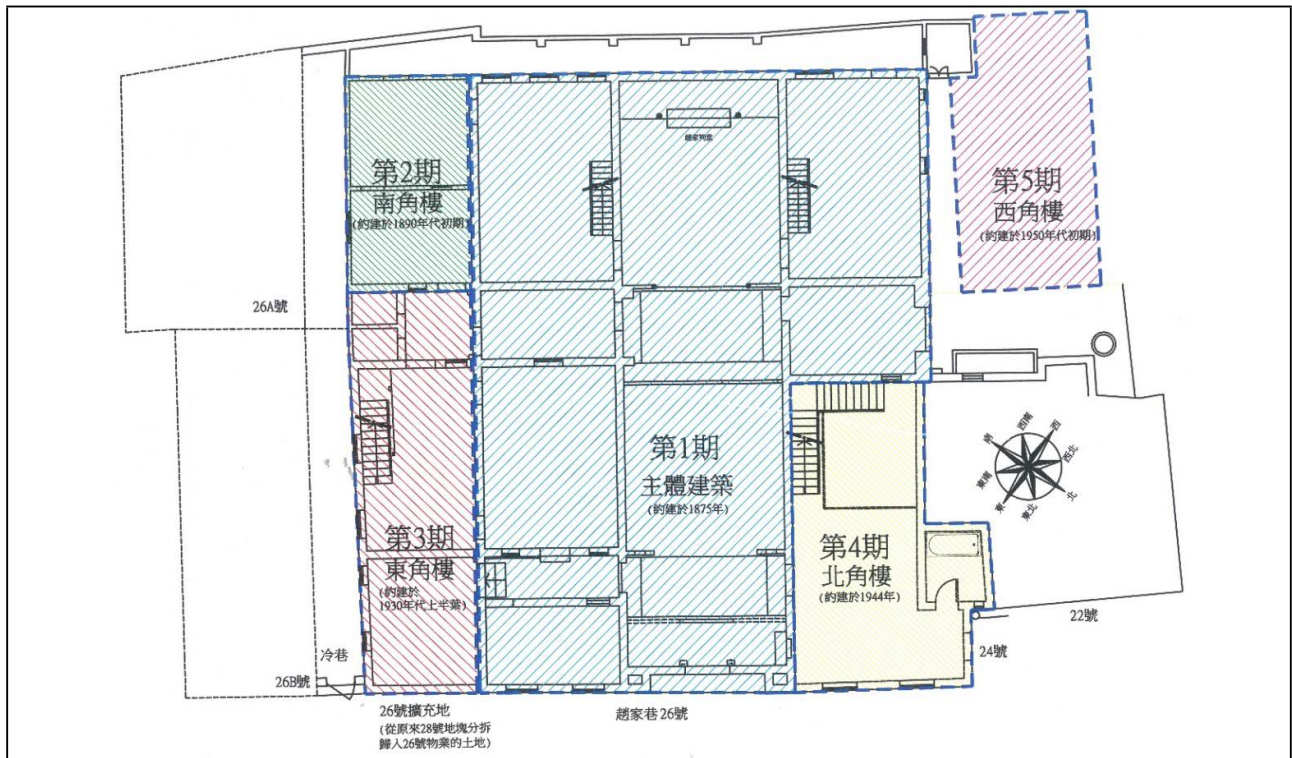 趙家祠堂
第2期
南角樓
(約建於1890年代初期)
第5期
西角樓
(約建於1950年代初期)
26A號
第1期
主體建築
(約建於1875年)
第3期
東角樓
(約建於
1930年代上半葉)
第4期
北角樓
(約建於1944年)
南
西南
西
西北
北
東北
東
東南
22號
24號
冷巷
26B號
26號擴充地
(從原來28號地塊分拆
歸入26號物業的土地)
趙家巷26號